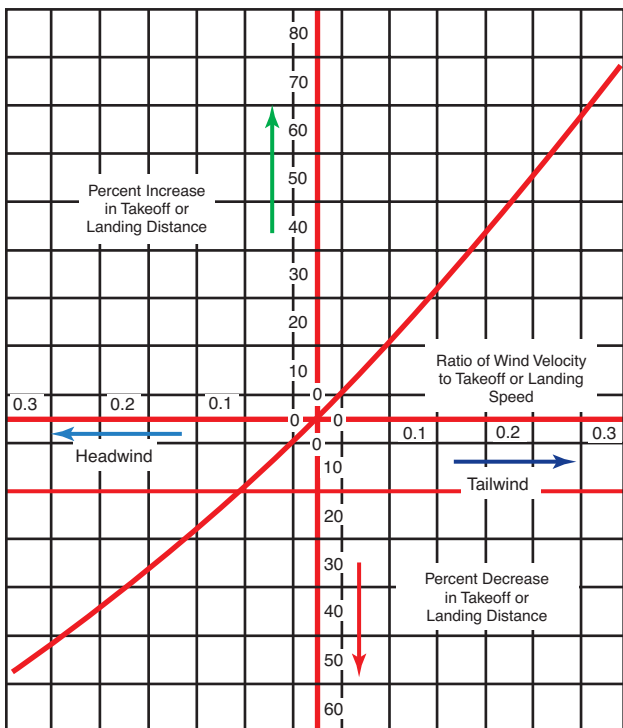 80
70
60
50
40
30
20
10
0
Percent Increase
in Takeoff or
Landing Distance
Ratio of Wind Velocity
to Takeoff or Landing
Speed
0.3 0.2 0.1
0 0
0.1 0.2 0.3
Headwind
Tailwind
0
10
20
30
40
50
60
Percent Decrease
in Takeoff or
Landing Distance